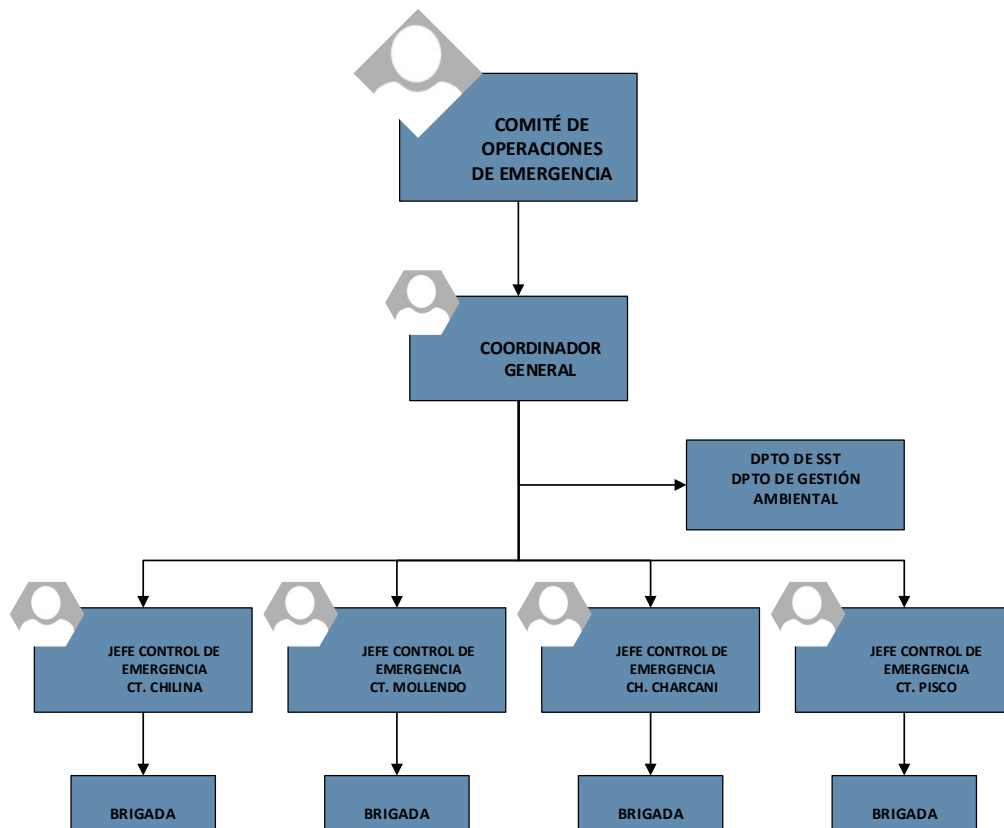 COMITÉ DE
OPERACIONES
DE EMERGENCIA
COORDINADOR
GENERAL
DPTO DE SST
DPTO DE GESTIÓN
AMBIENTAL
JEFE CONTROL DE
EMERGENCIA
CT. CHILINA
JEFE CONTROL DE
EMERGENCIA
CT. MOLLENDO
JEFE CONTROL DE
EMERGENCIA
CH. CHARCANI
JEFE CONTROL DE
EMERGENCIA
CT. PISCO
BRIGADA
BRIGADA
BRIGADA
BRIGADA